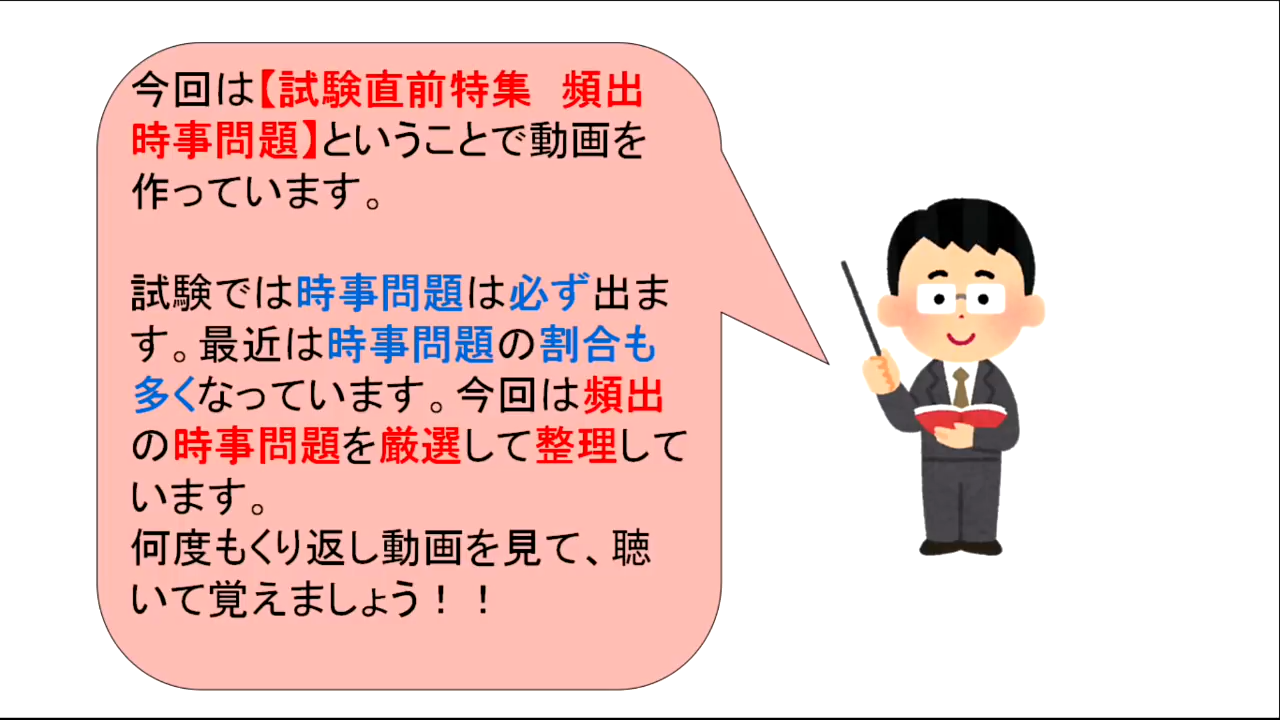 今回は【試験直前特集　頻出
時事問題】ということで動画を
作っています。
試験では時事問題は必ず出ま
す。最近は時事問題の割合も
多くなっています。今回は頻出
の時事問題を厳選して整理して
います。
何度もくり返し動画を見て、聴
いて覚えましょう！！